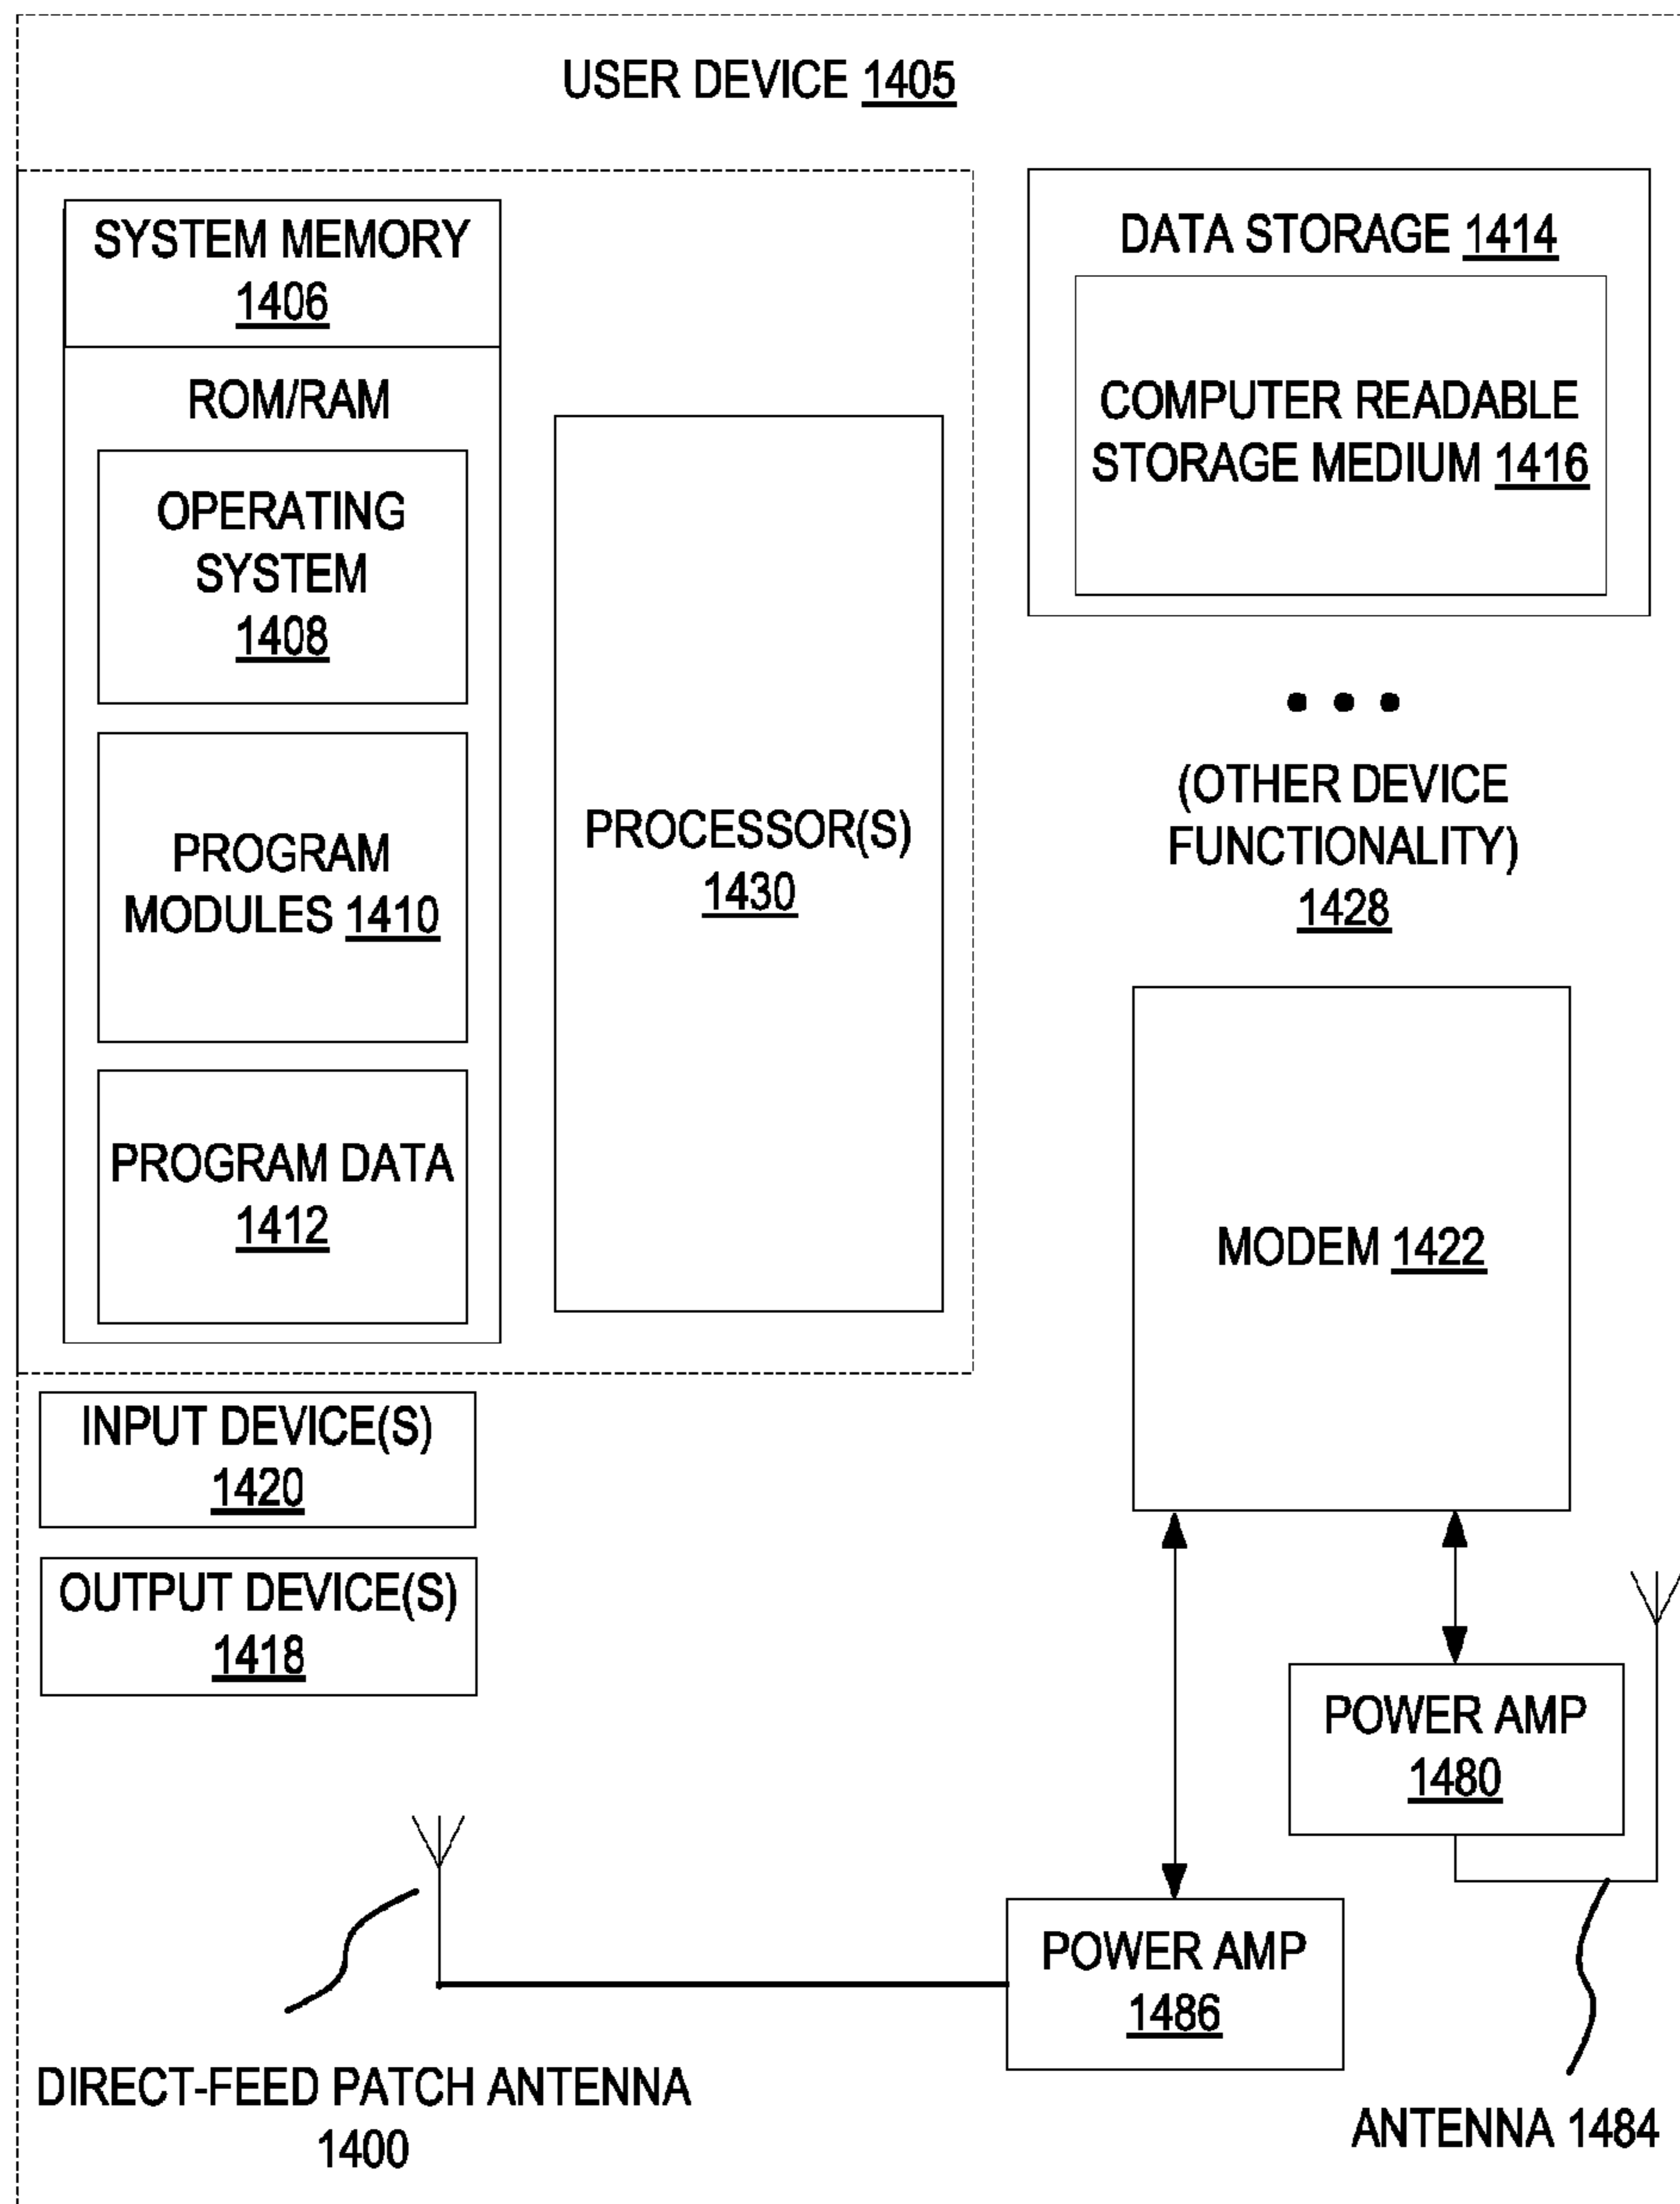 USER DEVICE 1405
SYSTEM MEMORY
1406
ROM/RAM
OPERATING
SYSTEM
1408
PROGRAM
MODULES 1410
PROGRAM DATA
1412
PROCESSOR(S)
1430
DATA STORAGE 1414
COMPUTER READABLE
STORAGE MEDIUM 1416
(OTHER DEVICE
FUNCTIONALITY)
1428
MODEM 1422
INPUT DEVICE(S)
1420
OUTPUT DEVICE(S)
1418
POWER AMP
1480
POWER AMP
1486
DIRECT-FEED PATCH ANTENNA
1400
ANTENNA 1484